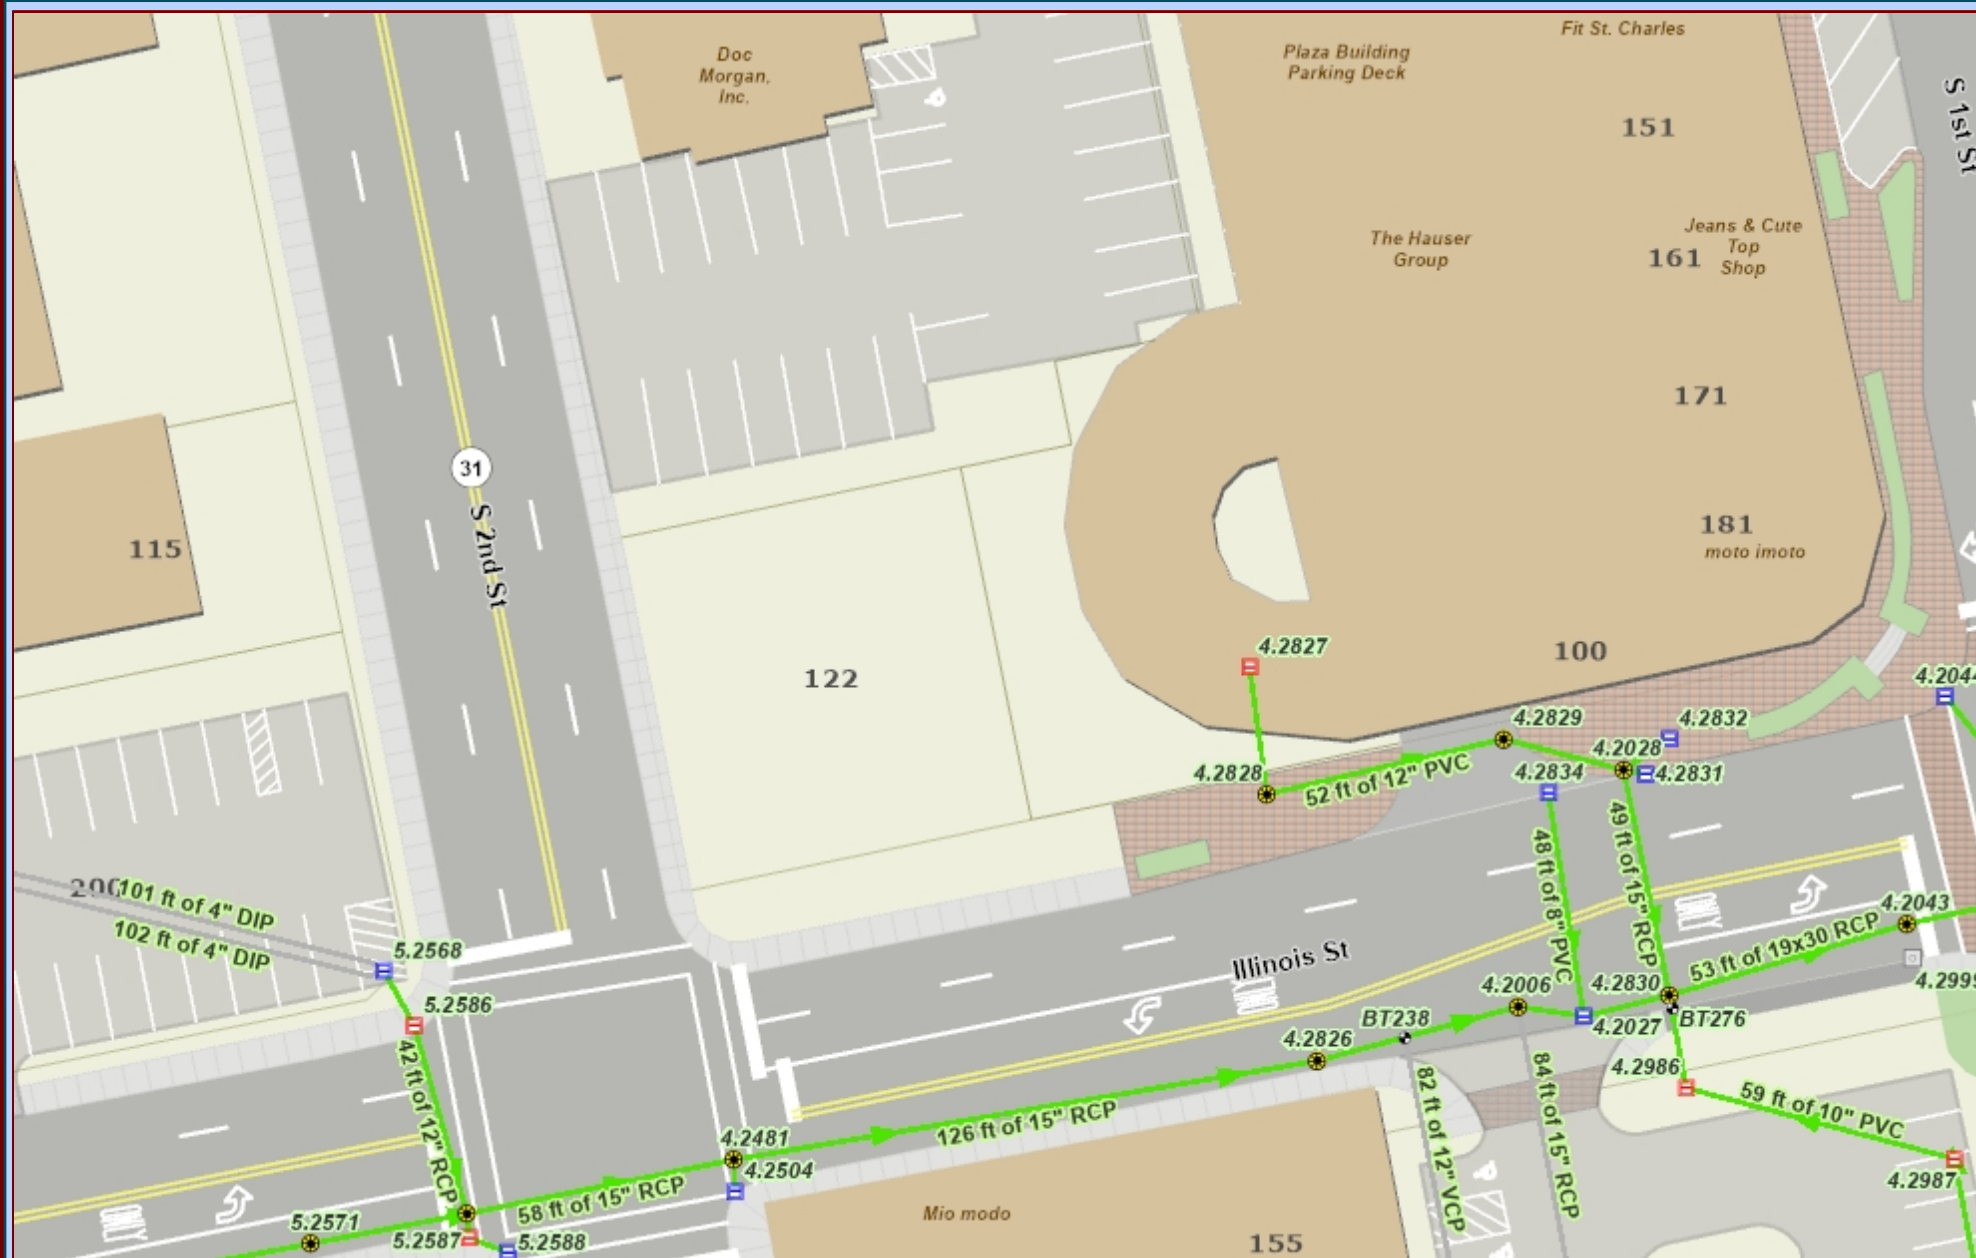 Fit St. Charles
Doc
Morgan,
Inc.
Plaza Building
Parking Deck
S 1st St
151
The Hauser
Group
Jeans & Cute
Top
Shop
161
171
31
S 2nd St
181
moto imoto
115
4.2827
100
122
4.2044
4.2829
4.2832
4.2028
4.2828
52 ft of 12" PVC
4.2834
4.2831
48 ft of 8" PVC
49 ft of 15" RCP
200
101 ft of 4" DIP
102 ft of 4" DIP
5.2568
ONLY
4.2043
53 ft of 19x30 RCP
Illinois St
ONLY
4.2006
4.2830
4.2999
5.2586
BT238
4.2027
BT276
4.2826
4.2986
42 ft of 12" RCP
82 ft of 12" VCP
84 ft of 15" RCP
59 ft of 10" PVC
126 ft of 15" RCP
4.2481
4.2504
4.2987
58 ft of 15" RCP
ONLY
5.2571
Mio modo
5.2587
5.2588
155